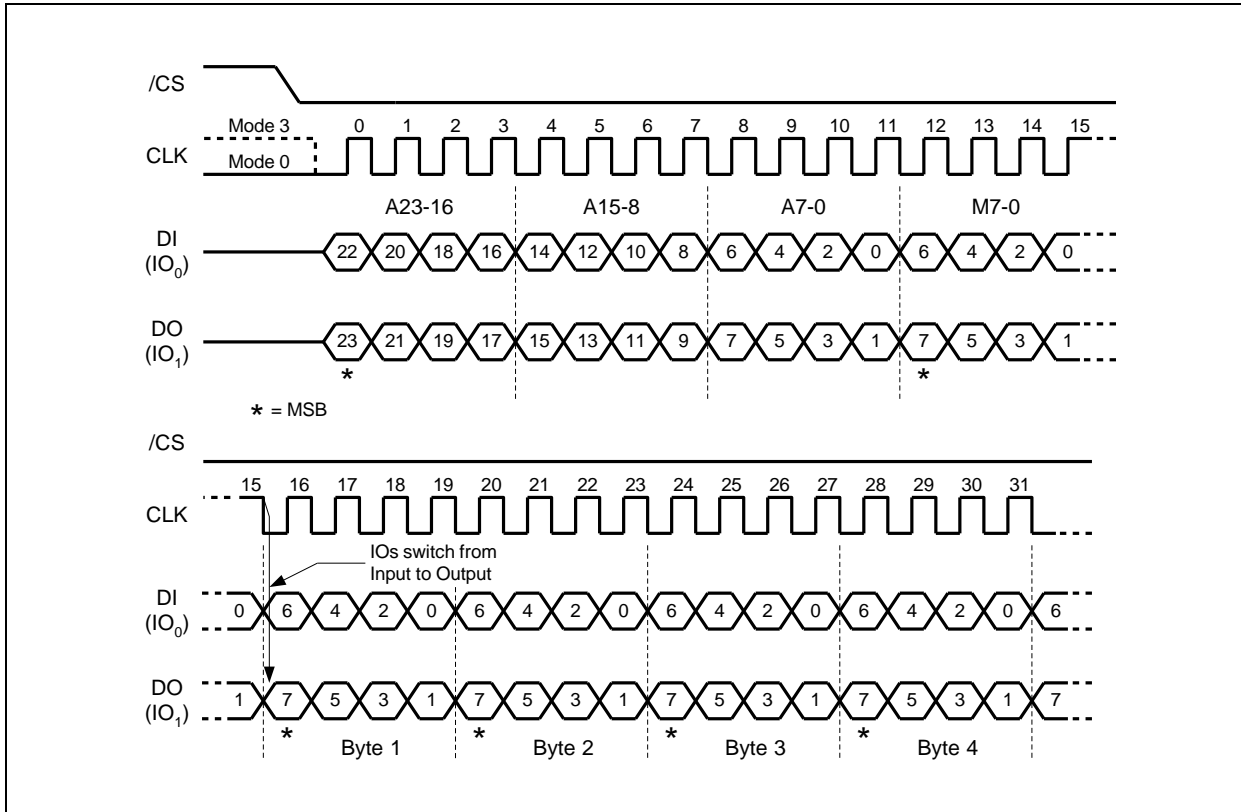 /CS
Mode 3 0 1 2 3 4 5 6 7 8 9 10 11 12 13 14 15
CLK
Mode 0
A23-16 A15-8 A7-0 M7-0
DI
(IO0) 22 20 18 16 14 12 10 8 6 4 2 0 6 4 2 0
DO
(IO1) 23 21 19 17 15 13 11 9 7 5 3 1 7 5 3 1
* *
* = MSB
/CS
15 16 17 18 19 20 21 22 23 24 25 26 27 28 29 30 31
CLK
IOs switch from
Input to Output
DI
(IO0) 0 6 4 2 0 6 4 2 0 6 4 2 0 6 4 2 0 6
DO
(IO1) 1 7 5 3 1 7 5 3 1 7 5 3 1 7 5 3 1 7
* * * *
Byte 1 Byte 2 Byte 3 Byte 4